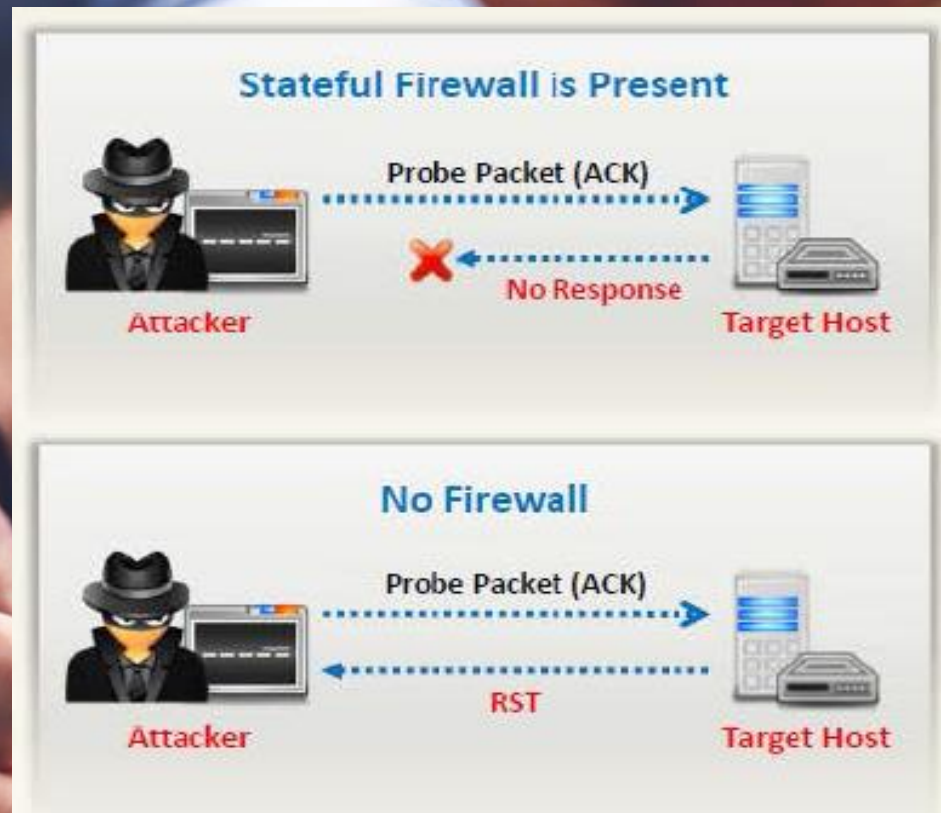 Stateful Firewall is Present
Probe Packet (ACK)
No Response
Attacker
Target Host
No Firewall
Probe Packet (ACK)
RST
Attacker
Target Host